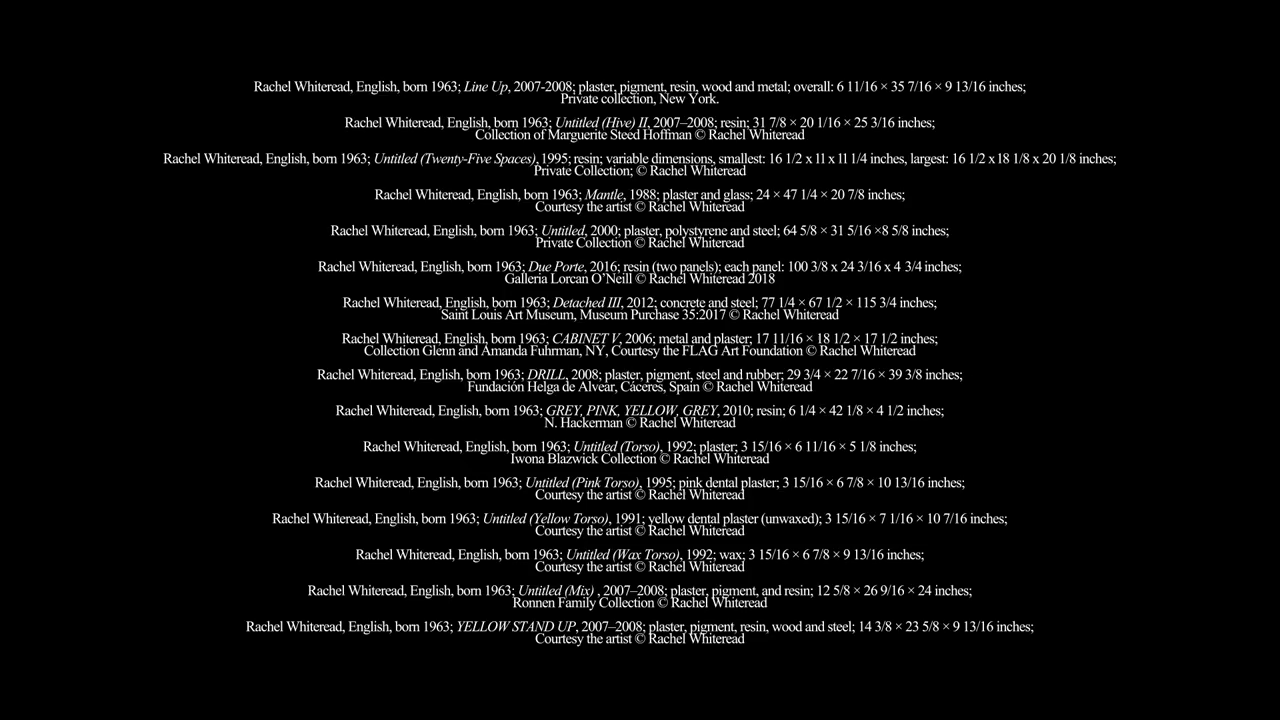 Rachel Whiteread, English, born 1963; Line Up, 2007-2008; plaster, pigment, resin, wood and metal; overall: 6 11/16 × 35 7/16 × 9 13/16 inches;
Private collection, New York.
Rachel Whiteread, English, born 1963; Untitled (Hive) II, 2007–2008; resin; 31 7/8 × 20 1/16 × 25 3/16 inches;
Collection of Marguerite Steed Hoffman © Rachel Whiteread
Rachel Whiteread, English, born 1963; Untitled (Twenty-Five Spaces), 1995; resin; variable dimensions, smallest: 16 1/2 x 11 x 11 1/4 inches, largest: 16 1/2 x 18 1/8 x 20 1/8 inches;
Private Collection; © Rachel Whiteread
Rachel Whiteread, English, born 1963; Mantle, 1988; plaster and glass; 24 × 47 1/4 × 20 7/8 inches;
Courtesy the artist © Rachel Whiteread
Rachel Whiteread, English, born 1963; Untitled, 2000; plaster, polystyrene and steel; 64 5/8 × 31 5/16 ×8 5/8 inches;
Private Collection © Rachel Whiteread
Rachel Whiteread, English, born 1963; Due Porte, 2016; resin (two panels); each panel: 100 3/8 x 24 3/16 x 4 3/4 inches;
Galleria Lorcan O’Neill © Rachel Whiteread 2018
Rachel Whiteread, English, born 1963; Detached III, 2012; concrete and steel; 77 1/4 × 67 1/2 × 115 3/4 inches;
Saint Louis Art Museum, Museum Purchase 35:2017 © Rachel Whiteread
Rachel Whiteread, English, born 1963; CABINET V, 2006; metal and plaster; 17 11/16 × 18 1/2 × 17 1/2 inches;
Collection Glenn and Amanda Fuhrman, NY, Courtesy the FLAG Art Foundation © Rachel Whiteread
Rachel Whiteread, English, born 1963; DRILL, 2008; plaster, pigment, steel and rubber; 29 3/4 × 22 7/16 × 39 3/8 inches;
Fundación Helga de Alvear, Cáceres, Spain © Rachel Whiteread
Rachel Whiteread, English, born 1963; GREY, PINK, YELLOW, GREY, 2010; resin; 6 1/4 × 42 1/8 × 4 1/2 inches;
N. Hackerman © Rachel Whiteread
Rachel Whiteread, English, born 1963; Untitled (Torso), 1992; plaster; 3 15/16 × 6 11/16 × 5 1/8 inches;
Iwona Blazwick Collection © Rachel Whiteread
Rachel Whiteread, English, born 1963; Untitled (Pink Torso), 1995; pink dental plaster; 3 15/16 × 6 7/8 × 10 13/16 inches;
Courtesy the artist © Rachel Whiteread
Rachel Whiteread, English, born 1963; Untitled (Yellow Torso), 1991; yellow dental plaster (unwaxed); 3 15/16 × 7 1/16 × 10 7/16 inches;
Courtesy the artist © Rachel Whiteread
Rachel Whiteread, English, born 1963; Untitled (Wax Torso), 1992; wax; 3 15/16 × 6 7/8 × 9 13/16 inches;
Courtesy the artist © Rachel Whiteread
Rachel Whiteread, English, born 1963; Untitled (Mix) , 2007–2008; plaster, pigment, and resin; 12 5/8 × 26 9/16 × 24 inches;
Ronnen Family Collection © Rachel Whiteread
Rachel Whiteread, English, born 1963; YELLOW STAND UP, 2007–2008; plaster, pigment, resin, wood and steel; 14 3/8 × 23 5/8 × 9 13/16 inches;
Courtesy the artist © Rachel Whiteread